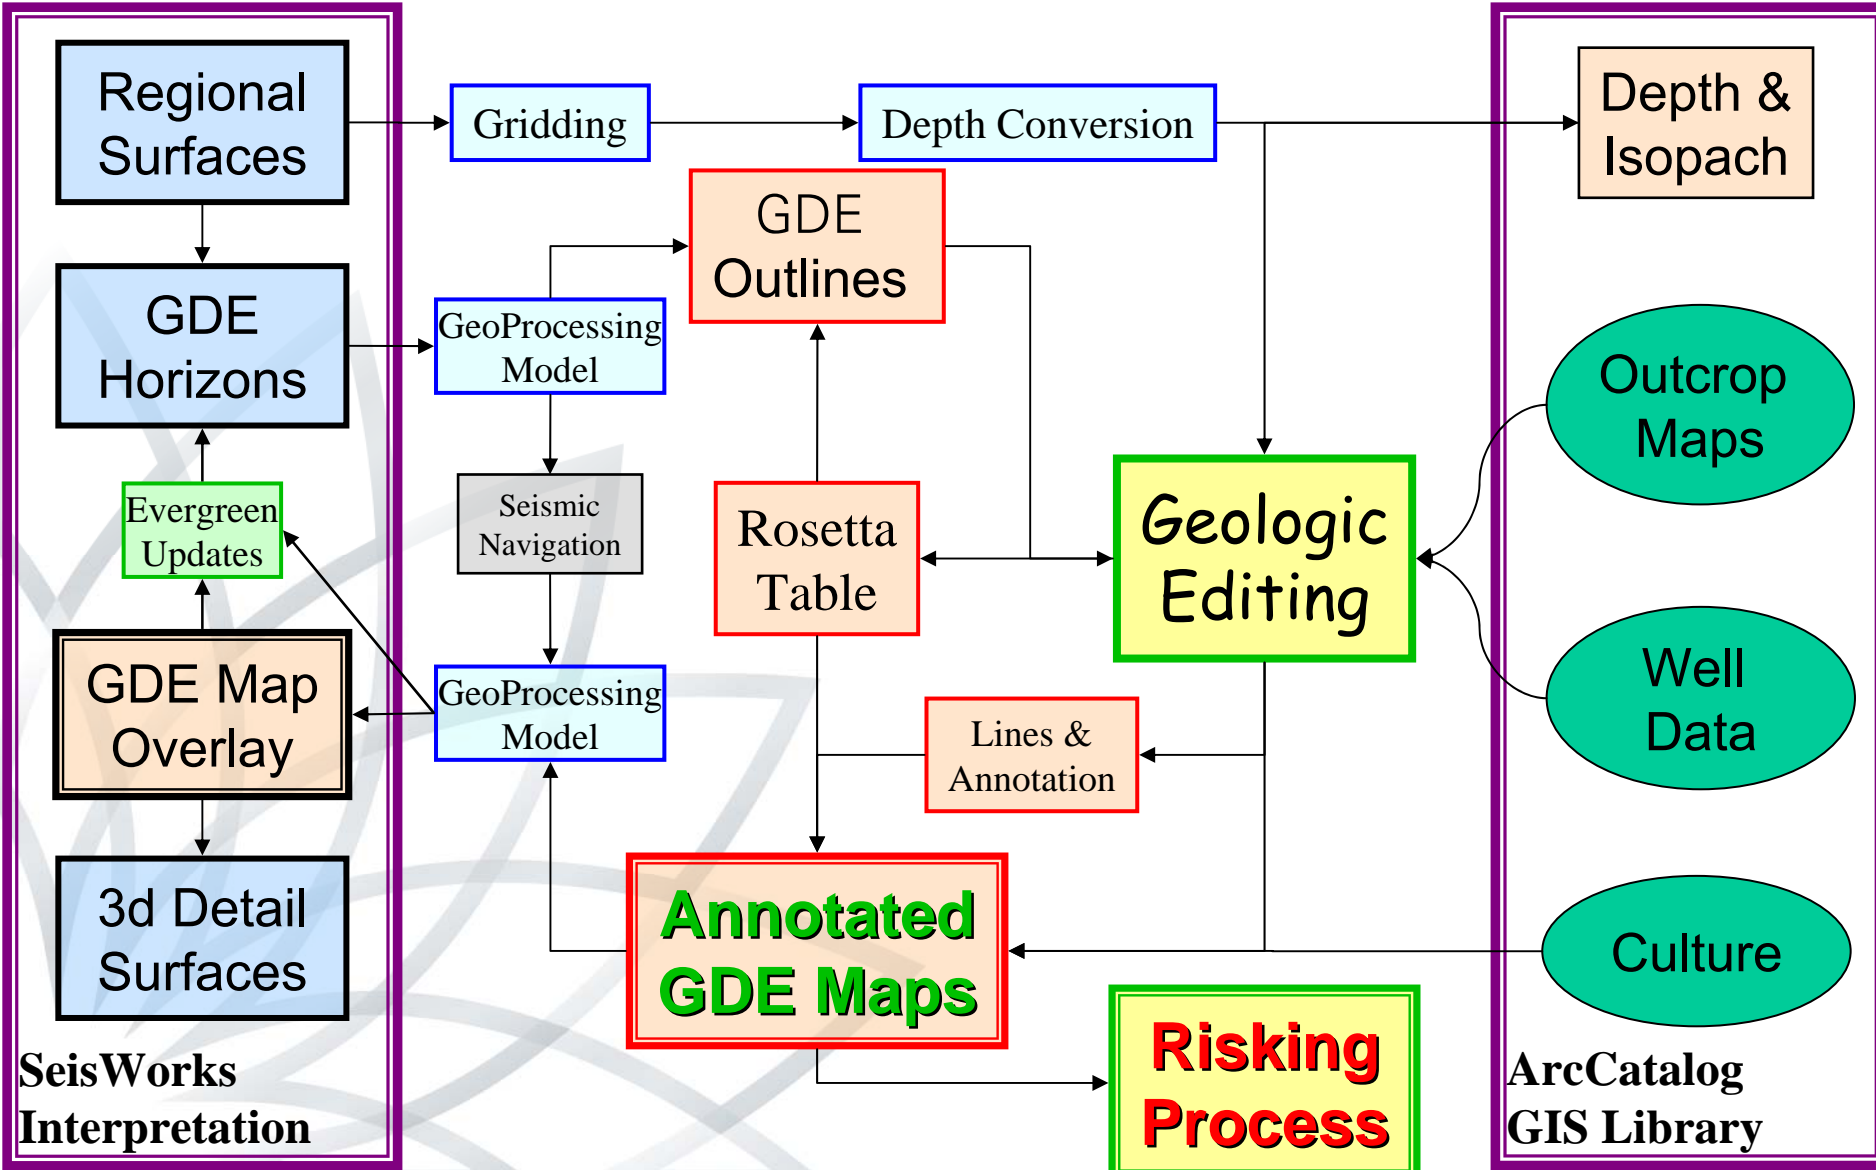 Regional
Surfaces
Gridding
Depth Conversion
Depth &
Isopach
GDE
Outlines
GDE
Horizons
GeoProcessing
Model
Outcrop
Maps
Evergreen
Updates
Seismic
Navigation
Rosetta
Table
Geologic
Editing
GDE Map
Overlay
GeoProcessing
Model
Lines &
Annotation
Well
Data
3d Detail
Surfaces
Annotated
GDE Maps
Culture
Risking
Process
SeisWorks
Interpretation
ArcCatalog
GIS Library